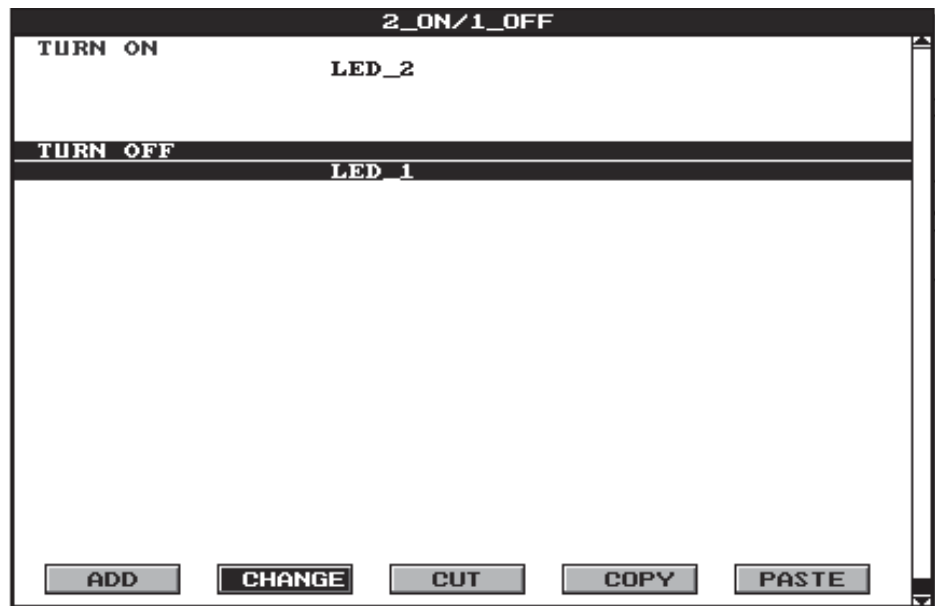 2_ON/1_OFF
TURN ON
LED_2
TURN OFF
LED_1
ADD CHANGE CUT COPY PASTE